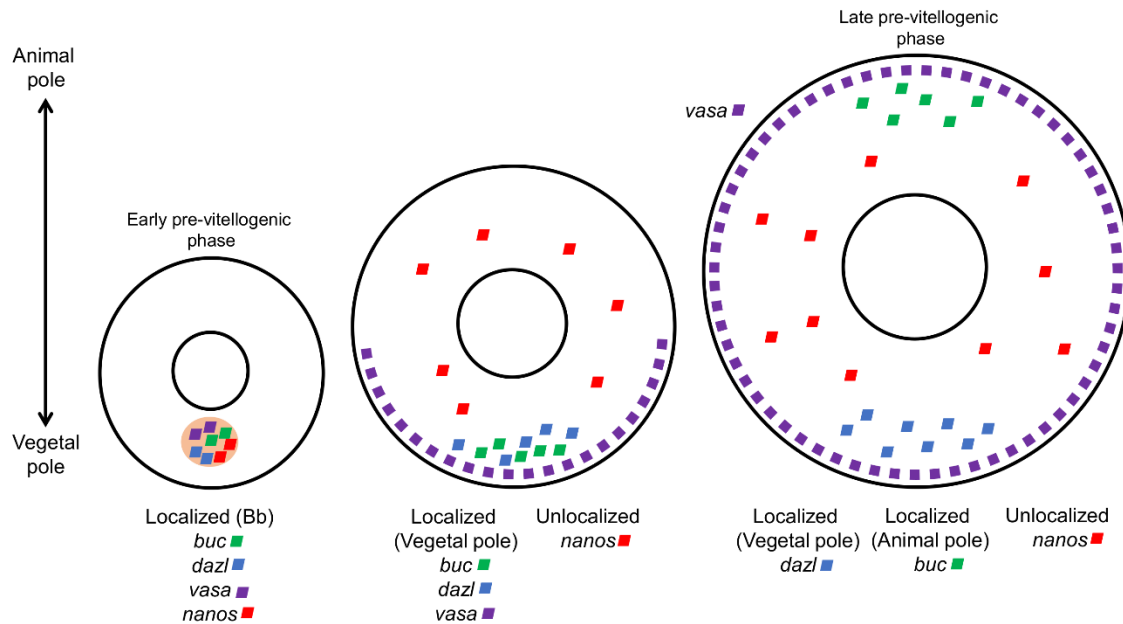 Animal
pole
Vegetal
pole
Early pre-vitellogenic
phase
Localized (Bb)
buc
dazl
vasa
nanos
Localized
(Vegetal pole)
buc
dazl
vasa
Unlocalized
nanos
Late pre-vitellogenic
phase
vasa
Localized
(Vegetal pole)
dazl
Localized
(Animal pole)
buc
Unlocalized
nanos